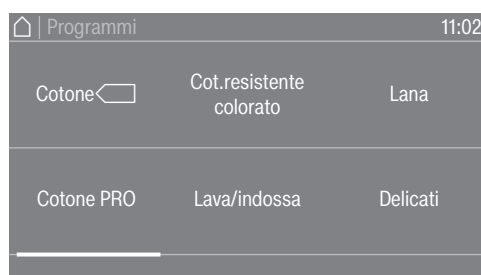 Programmi 11:02
Cotone Cot.resistente colorato Lana
Cotone PRO Lava/indossa Delicati